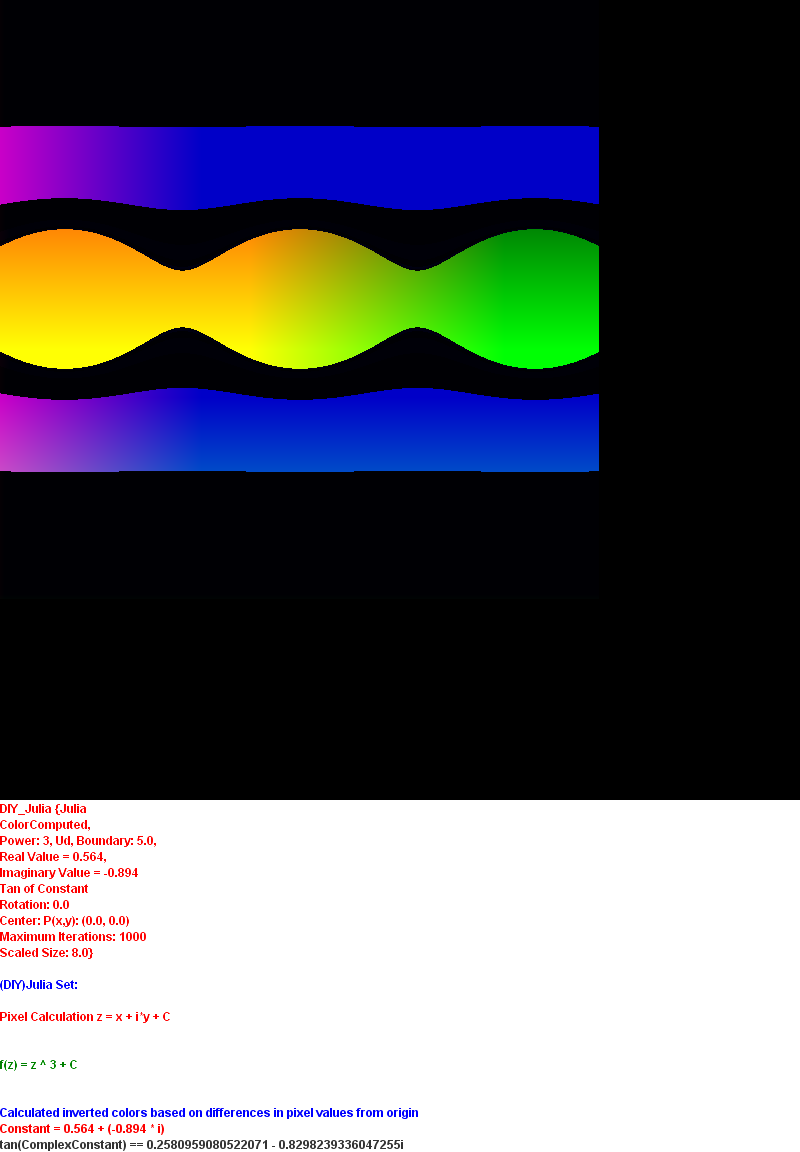 DIY_Julia {Julia
ColorComputed,
Power: 3, Ud, Boundary: 5.0,
Real Value = 0.564,
Imaginary Value = -0.894
Tan of Constant
Rotation: 0.0
Center: P(x,y): (0.0, 0.0)
Maximum Iterations: 1000
Scaled Size: 8.0}
(DIY)Julia Set:
Pixel Calculation z = x + i*y + C
f(z) = z ^ 3 + C
Calculated inverted colors based on differences in pixel values from origin
Constant = 0.564 + (-0.894 * i)
tan(ComplexConstant) == 0.2580959080522071 - 0.8298239336047255i